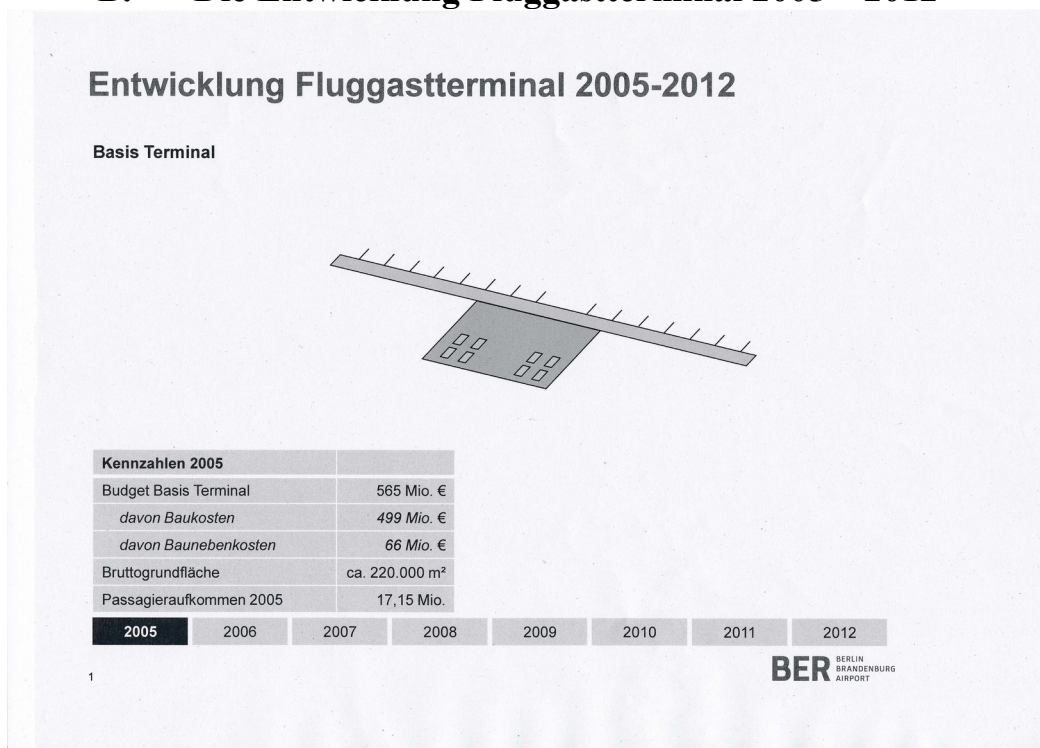 Entwicklung Fluggastterminal 2005-2012
Basis Terminal
Kennzahlen 2005
Budget Basis Terminal 565 Mio. €
davon Baukosten 499 Mio. €
davon Baunebenkosten 66 Mio. €
Bruttogrundfläche ca. 220.000 m²
Passagieraufkommen 2005 17,15 Mio.
2005 2006 2007 2008 2009 2010 2011 2012
BER BERLIN
BRANDENBURG
AIRPORT
1